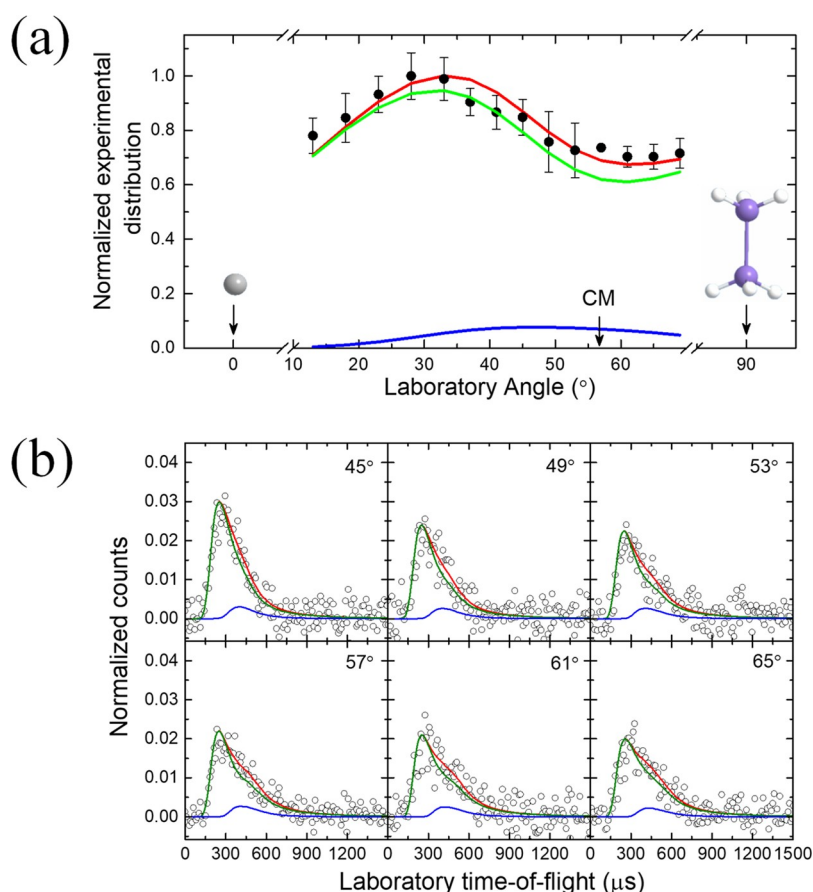 (a)
Normalized experimental
distribution
1.0
0.8
0.6
0.4
0.2
0.0
CM
0 10 20 30 40 50 60 90
Laboratory Angle (°)
(b)
Normalized counts
0.04
0.03
0.02
0.01
0.00
45° 49° 53°
0.04
0.03
0.02
0.01
0.00
57° 61° 65°
0 300 600 900 1200 300 600 900 1200 300 600 900 1200 1500
Laboratory time-of-flight (μs)